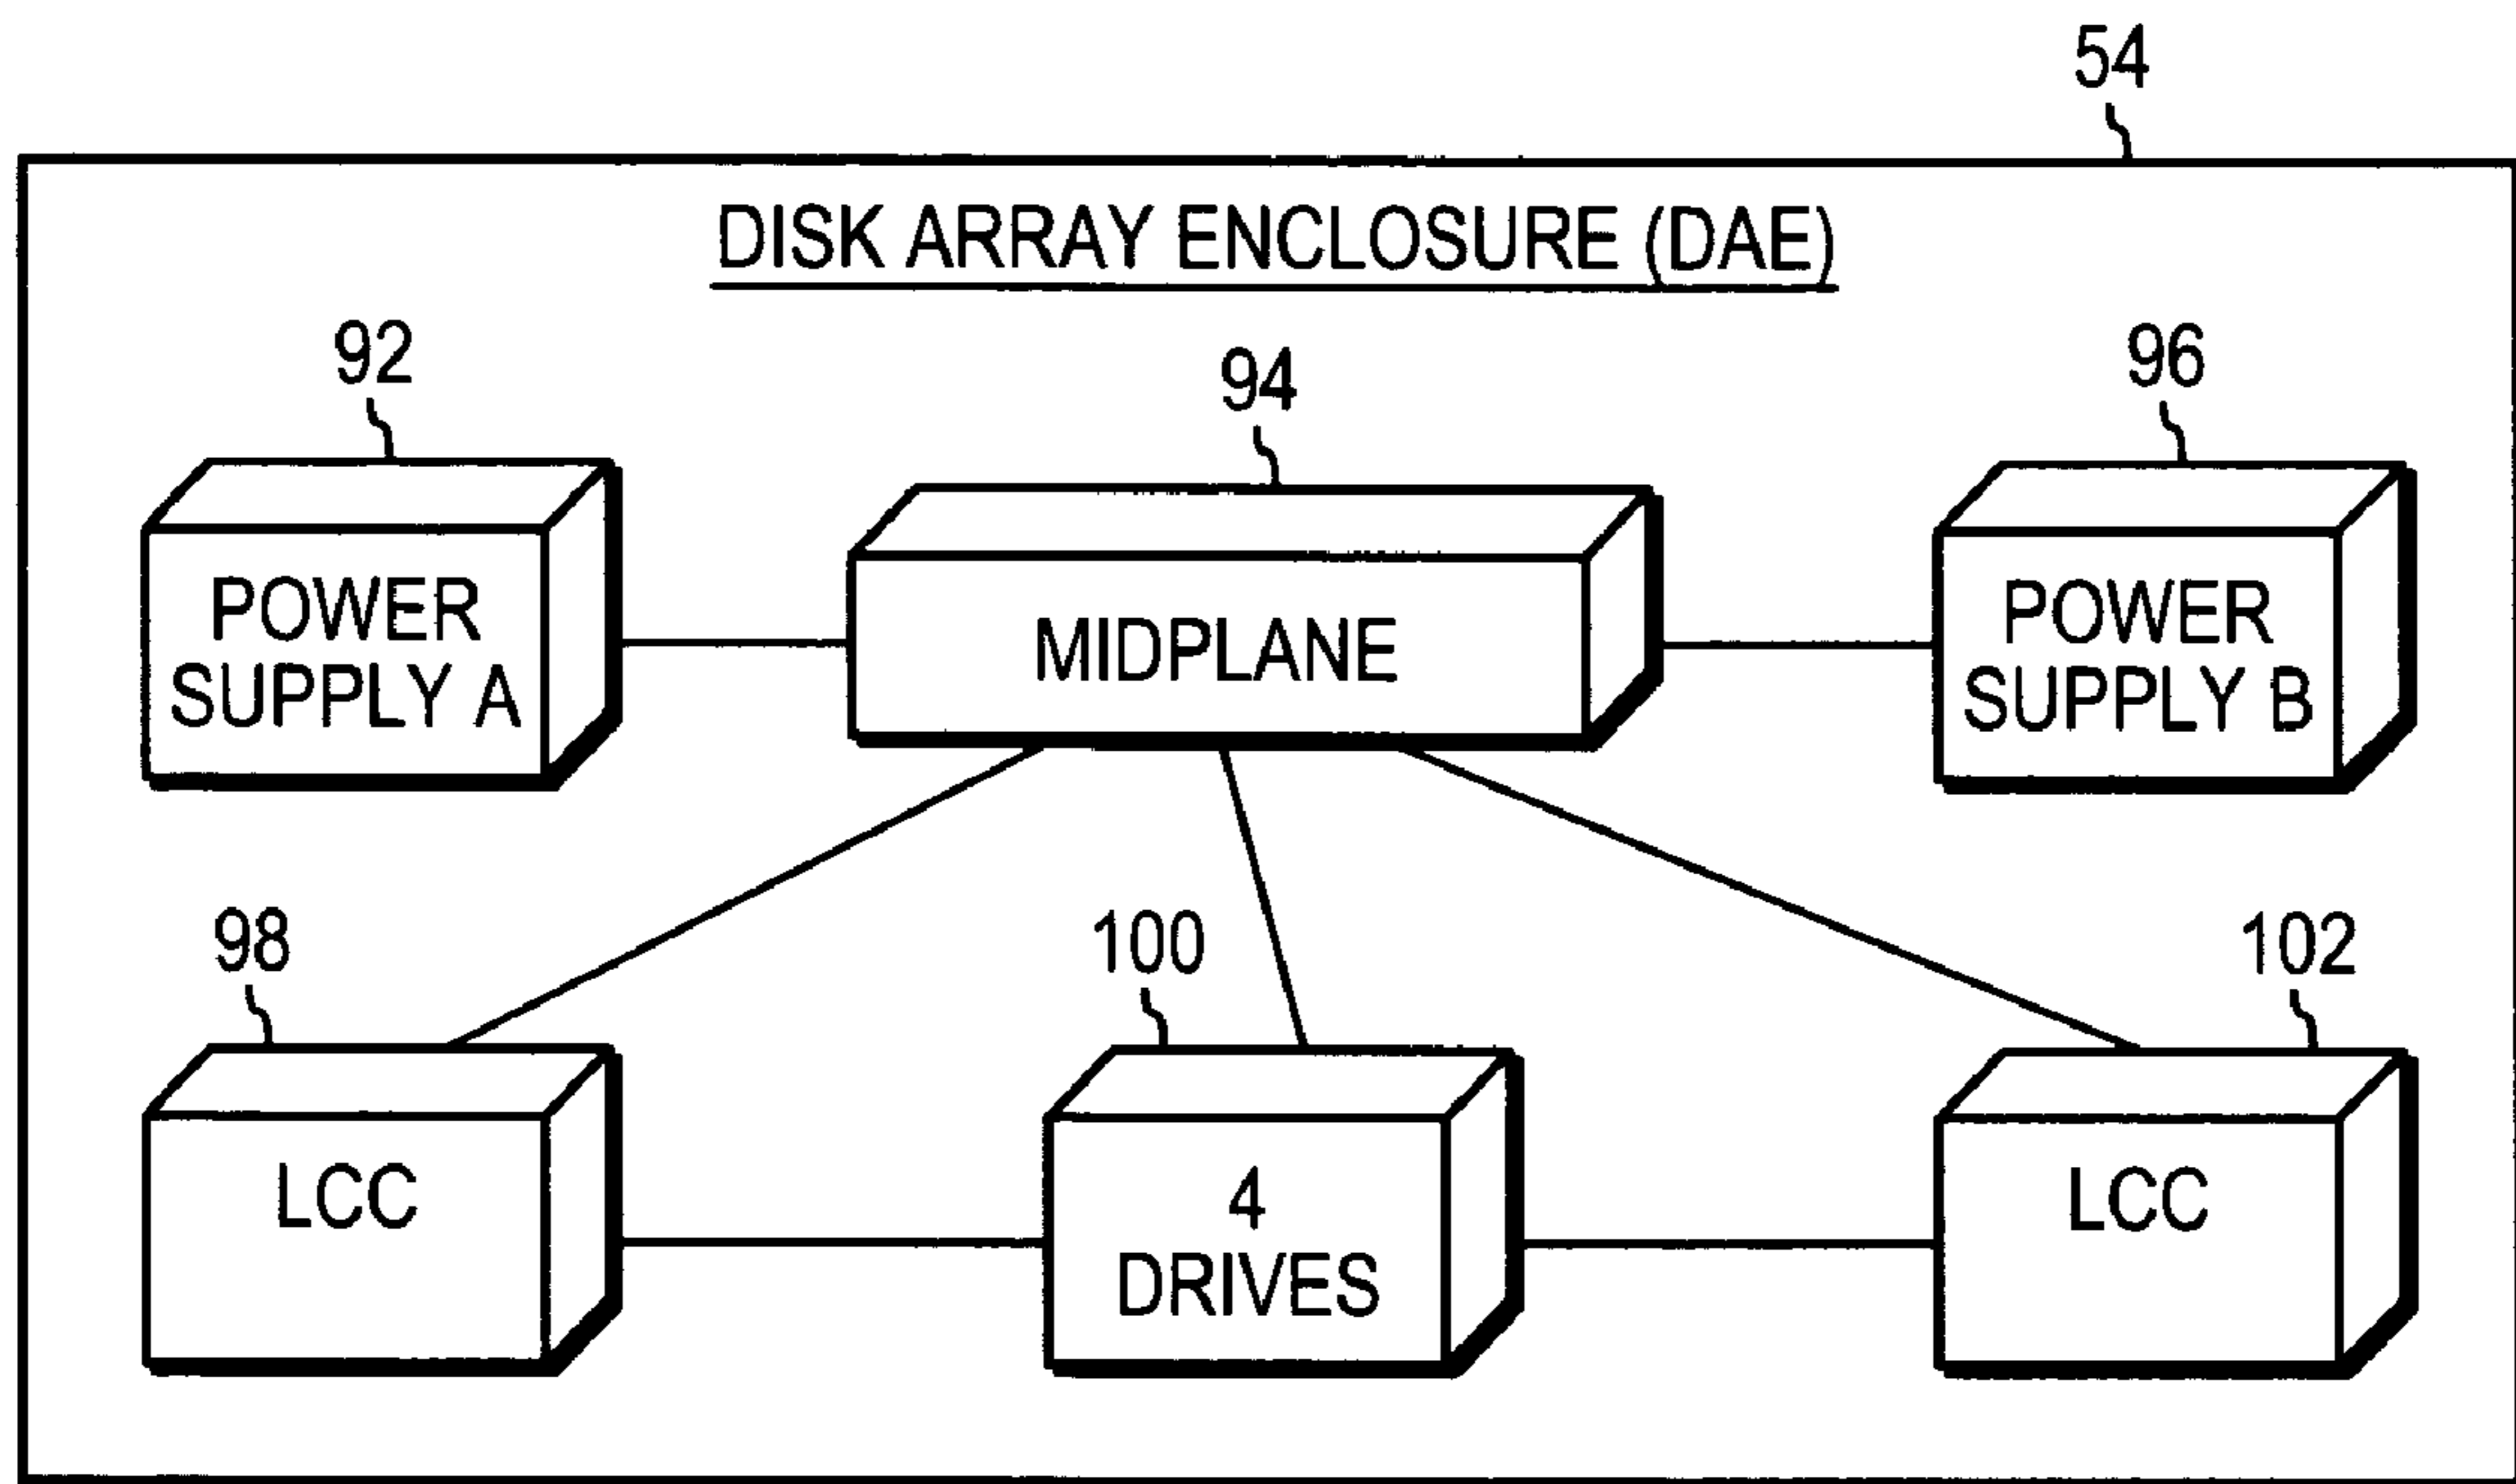 54
DISK ARRAY ENCLOSURE (DAE)
92
94
96
POWER
SUPPLY A
MIDPLANE
POWER
SUPPLY B
98
100
102
LCC
4
DRIVES
LCC